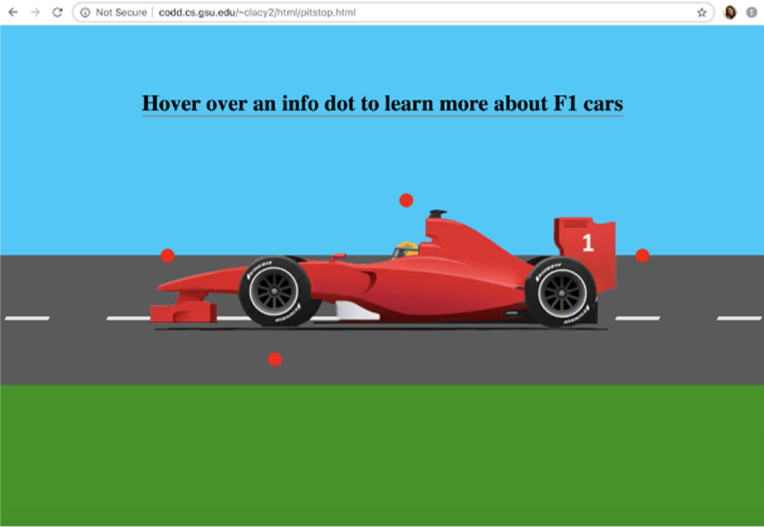 Not Secure | codd.cs.gsu.edu/~clacy2/html/pitstop.html
Hover over an info dot to learn more about F1 cars
1